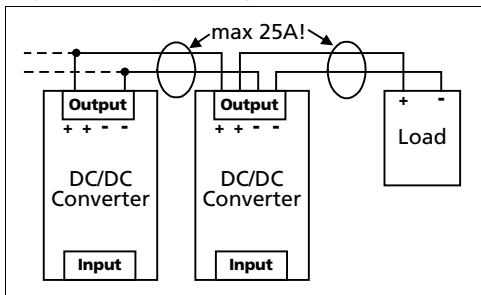 max 25A!
Output
+ + - -
DC/DC
Converter
Input
Output
+ + - -
DC/DC
Converter
Input
+ -
Load